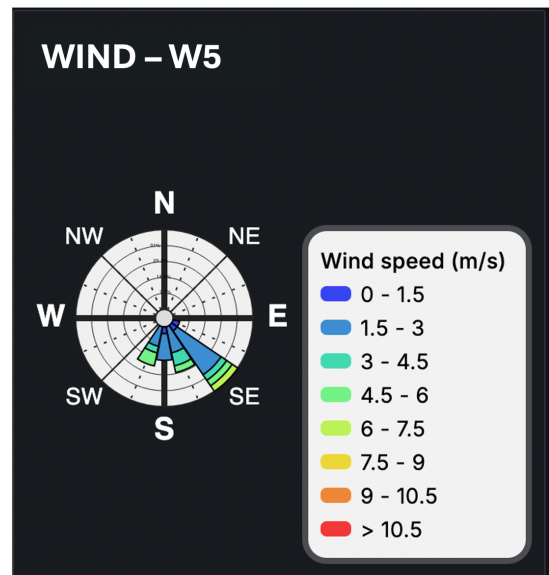 WIND – W5
N
NW
NE
W
E
SW
SE
S
Wind speed (m/s)
0 - 1.5
1.5 - 3
3 - 4.5
4.5 - 6
6 - 7.5
7.5 - 9
9 - 10.5
> 10.5